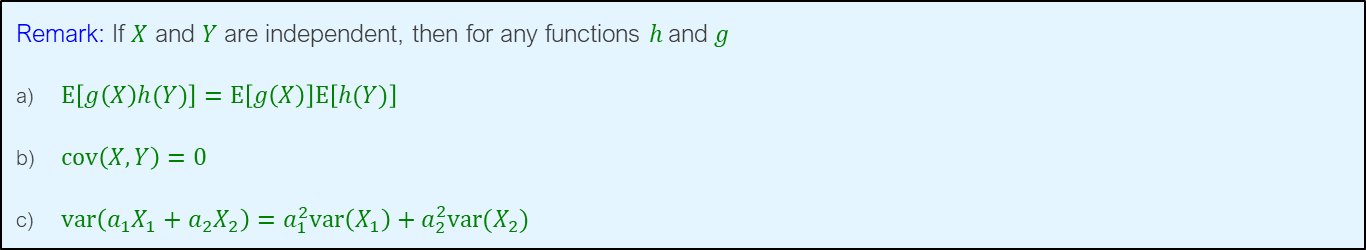 Remark: If X and Y are independent, then for any functions h and g
a) E[g(X)h(Y)] = E[g(X)]E[h(Y)]
b) cov(X, Y) = 0
c) var(a₁X₁ + a₂X₂) = a₁²var(X₁) + a₂²var(X₂)